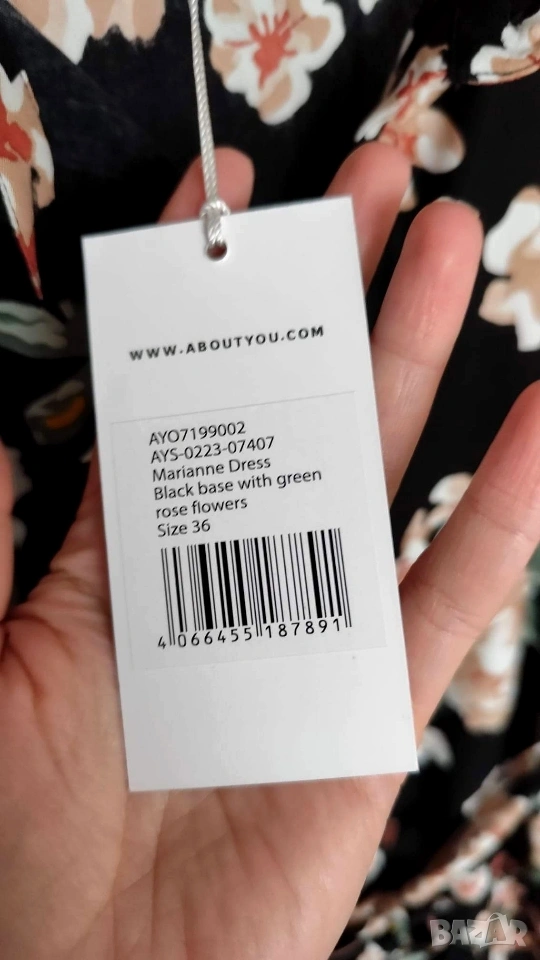 WWW.ABOUTYOU.COM
AYO7199002
AYS-0223-07407
Marianne Dress
Black base with green
rose flowers
Size 36
4 066455 187891
BAZAR